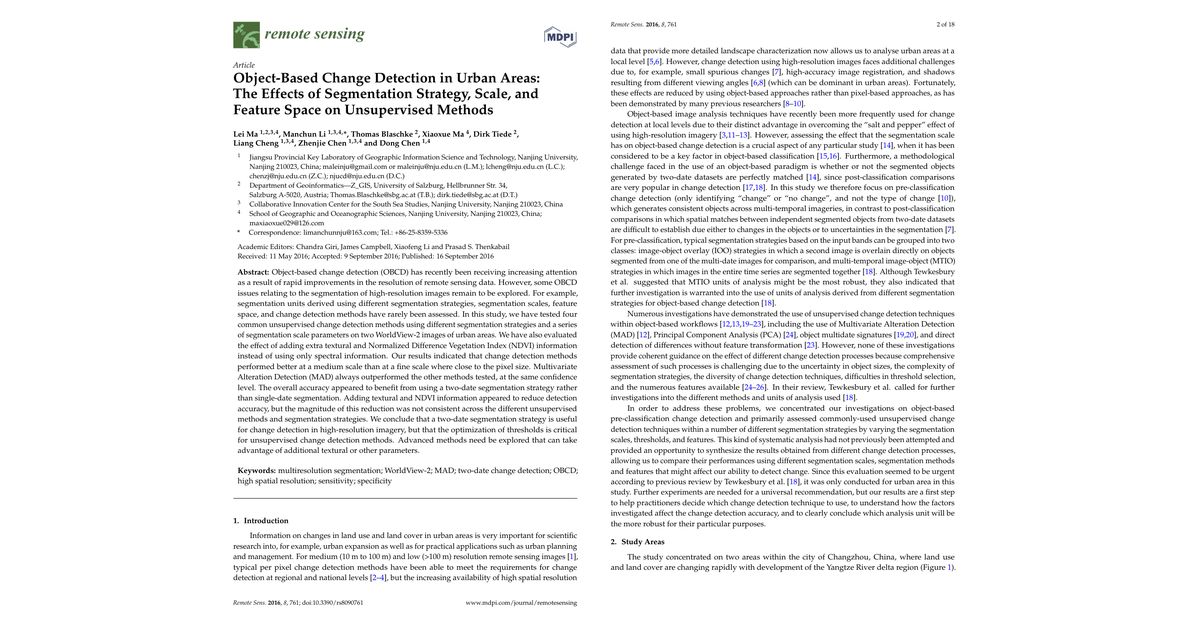 remote sensing
MDPI
Article
Object-Based Change Detection in Urban Areas:
The Effects of Segmentation Strategy, Scale, and
Feature Space on Unsupervised Methods
Lei Ma 1,2,3,4, Manchun Li 1,3,4,*, Thomas Blaschke 2, Xiaoxue Ma 4, Dirk Tiede 2,
Liang Cheng 1,3,4, Zhenjie Chen 1,3,4 and Dong Chen 1,4
1 Jiangsu Provincial Key Laboratory of Geographic Information Science and Technology, Nanjing University,
Nanjing 210023, China; maleinju@gmail.com or maleinju@nju.edu.cn (L.M.); lcheng@nju.edu.cn (L.C.);
chenzj@nju.edu.cn (Z.C.); njucd@nju.edu.cn (D.C.)
2 Department of Geoinformatics—Z_GIS, University of Salzburg, Hellbrunner Str. 34,
Salzburg A-5020, Austria; Thomas.Blaschke@sbg.at (T.B.); dirk.tiede@sbg.ac.at (D.T.)
3 Collaborative Innovation Center for the South Sea Studies, Nanjing University, Nanjing 210023, China
4 School of Geographic and Oceanographic Sciences, Nanjing University, Nanjing 210023, China;
maxiaoxue029@126.com
* Correspondence: limanchunnju@163.com; Tel.: +86-25-8359-5336
Academic Editors: Chandra Giri, James Campbell, Xiaofeng Li and Prasad S. Thenkabail
Received: 11 May 2016; Accepted: 9 September 2016; Published: 16 September 2016
Abstract: Object-based change detection (OBCD) has recently been receiving increasing attention
as a result of rapid improvements in the resolution of remote sensing data. However, some OBCD
issues relating to the segmentation of high-resolution images remain to be explored. For example,
segmentation units derived using different segmentation strategies, segmentation scales, feature
space, and change detection methods have rarely been assessed. In this study, we have tested four
common unsupervised change detection methods using different segmentation strategies and a series
of segmentation scale parameters on two WorldView-2 images of urban areas. We have also evaluated
the effect of adding extra textural and Normalized Difference Vegetation Index (NDVI) information
instead of using only spectral information. Our results indicated that change detection methods
performed better at a medium scale than at a fine scale where close to the pixel size. Multivariate
Alteration Detection (MAD) always outperformed the other methods tested, at the same confidence
level. The overall accuracy appeared to benefit from using a two-date segmentation strategy rather
than single-date segmentation. Adding textural and NDVI information appeared to reduce detection
accuracy, but the magnitude of this reduction was not consistent across the different unsupervised
methods and segmentation strategies. We conclude that a two-date segmentation strategy is useful
for change detection in high-resolution imagery, but that the optimization of thresholds is critical
for unsupervised change detection methods. Advanced methods need be explored that can take
advantage of additional textural or other parameters.
Keywords: multiresolution segmentation; WorldView-2; MAD; two-date change detection; OBCD;
high spatial resolution; sensitivity; specificity
1. Introduction
Information on changes in land use and land cover in urban areas is very important for scientific
research into, for example, urban expansion as well as for practical applications such as urban planning
and management. For medium (10 m to 100 m) and low (>100 m) resolution remote sensing images [1],
typical per pixel change detection methods have been able to meet the requirements for change
detection at regional and national levels [2–4], but the increasing availability of high spatial resolution
Remote Sens. 2016, 8, 761; doi:10.3390/rs8090761
www.mdpi.com/journal/remotesensing
Remote Sens. 2016, 8, 761
2 of 18
data that provide more detailed landscape characterization now allows us to analyse urban areas at a
local level [5,6]. However, change detection using high-resolution images faces additional challenges
due to, for example, small spurious changes [7], high-accuracy image registration, and shadows
resulting from different viewing angles [6,8] (which can be dominant in urban areas). Fortunately,
these effects are reduced by using object-based approaches rather than pixel-based approaches, as has
been demonstrated by many previous researchers [8–10].
Object-based image analysis techniques have recently been more frequently used for change
detection at local levels due to their distinct advantage in overcoming the “salt and pepper” effect of
using high-resolution imagery [3,11–13]. However, assessing the effect that the segmentation scale
has on object-based change detection is a crucial aspect of any particular study [14], when it has been
considered to be a key factor in object-based classification [15,16]. Furthermore, a methodological
challenge faced in the use of an object-based paradigm is whether or not the segmented objects
generated by two-date datasets are perfectly matched [14], since post-classification comparisons
are very popular in change detection [17,18]. In this study we therefore focus on pre-classification
change detection (only identifying “change” or “no change”, and not the type of change [10]),
which generates consistent objects across multi-temporal imageries, in contrast to post-classification
comparisons in which spatial matches between independent segmented objects from two-date datasets
are difficult to establish due either to changes in the objects or to uncertainties in the segmentation [7].
For pre-classification, typical segmentation strategies based on the input bands can be grouped into two
classes: image-object overlay (IOO) strategies in which a second image is overlain directly on objects
segmented from one of the multi-date images for comparison, and multi-temporal image-object (MTIO)
strategies in which images in the entire time series are segmented together [18]. Although Tewkesbury
et al. suggested that MTIO units of analysis might be the most robust, they also indicated that
further investigation is warranted into the use of units of analysis derived from different segmentation
strategies for object-based change detection [18].
Numerous investigations have demonstrated the use of unsupervised change detection techniques
within object-based workflows [12,13,19–23], including the use of Multivariate Alteration Detection
(MAD) [12], Principal Component Analysis (PCA) [24], object multidate signatures [19,20], and direct
detection of differences without feature transformation [23]. However, none of these investigations
provide coherent guidance on the effect of different change detection processes because comprehensive
assessment of such processes is challenging due to the uncertainty in object sizes, the complexity of
segmentation strategies, the diversity of change detection techniques, difficulties in threshold selection,
and the numerous features available [24–26]. In their review, Tewkesbury et al. called for further
investigations into the different methods and units of analysis used [18].
In order to address these problems, we concentrated our investigations on object-based
pre-classification change detection and primarily assessed commonly-used unsupervised change
detection techniques within a number of different segmentation strategies by varying the segmentation
scales, thresholds, and features. This kind of systematic analysis had not previously been attempted and
provided an opportunity to synthesize the results obtained from different change detection processes,
allowing us to compare their performances using different segmentation scales, segmentation methods
and features that might affect our ability to detect change. Since this evaluation seemed to be urgent
according to previous review by Tewkesbury et al. [18], it was only conducted for urban area in this
study. Further experiments are needed for a universal recommendation, but our results are a first step
to help practitioners decide which change detection technique to use, to understand how the factors
investigated affect the change detection accuracy, and to clearly conclude which analysis unit will be
the more robust for their particular purposes.
2. Study Areas
The study concentrated on two areas within the city of Changzhou, China, where land use
and land cover are changing rapidly with development of the Yangtze River delta region (Figure 1).